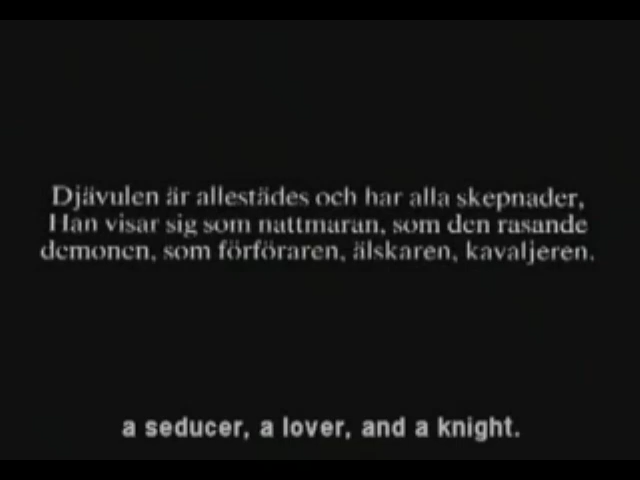 Djävulen är allestädes och har alla skepnader,
Han visar sig som nattmaran, som den rasande
demonen, som förföraren, älskaren, kavaljeren.
a seducer, a lover, and a knight.